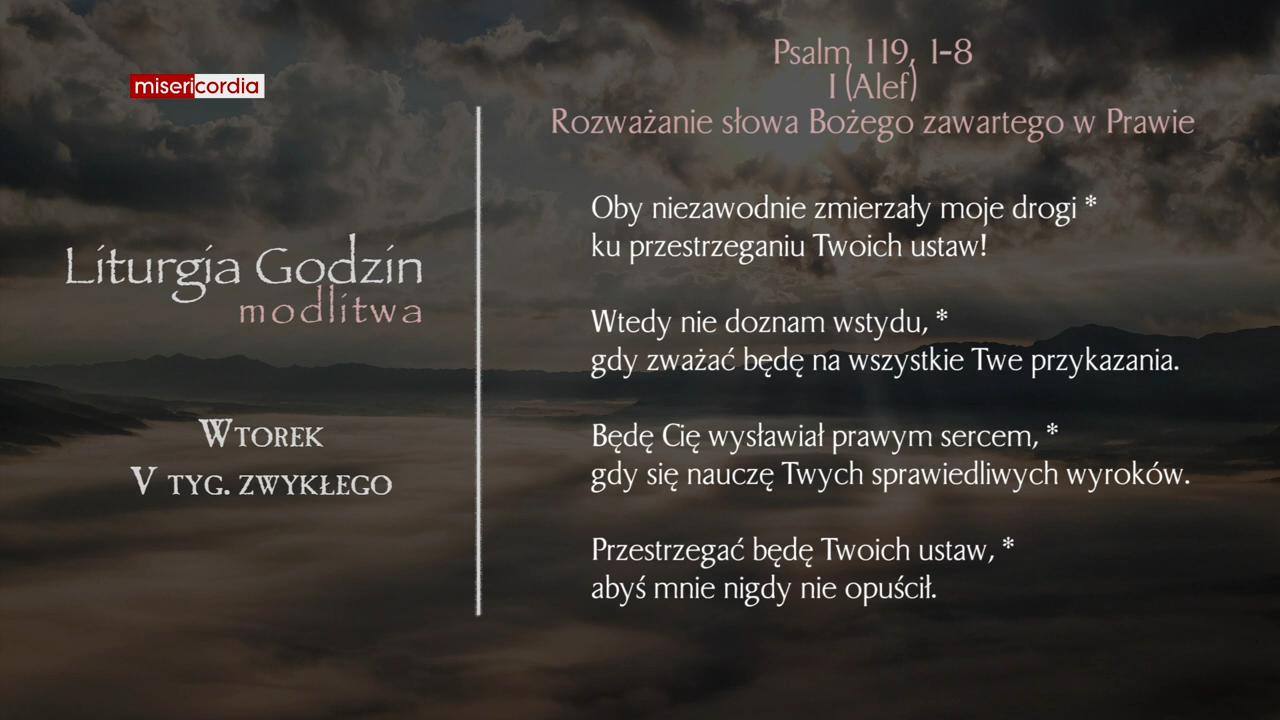 misericordia
Liturgia Godzin
modlitwa
Wtorek
V tyg. zwykłego
Psalm 119, 1-8
I (Alef)
Rozważanie słowa Bożego zawartego w Prawie
Oby niezawodnie zmierzały moje drogi *
ku przestrzeganiu Twoich ustaw!
Wtedy nie doznam wstydu, *
gdy zważać będę na wszystkie Twe przykazania.
Będę Cię wysławiał prawym sercem, *
gdy się nauczę Twych sprawiedliwych wyroków.
Przestrzegać będę Twoich ustaw, *
abyś mnie nigdy nie opuścił.